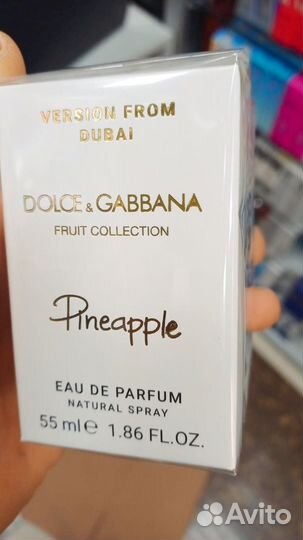 VERSION FROM
DUBAI
DOLCE & GABBANA
FRUIT COLLECTION
Pineapple
EAU DE PARFUM
NATURAL SPRAY
55 ml e 1.86 FL.OZ.
Avito